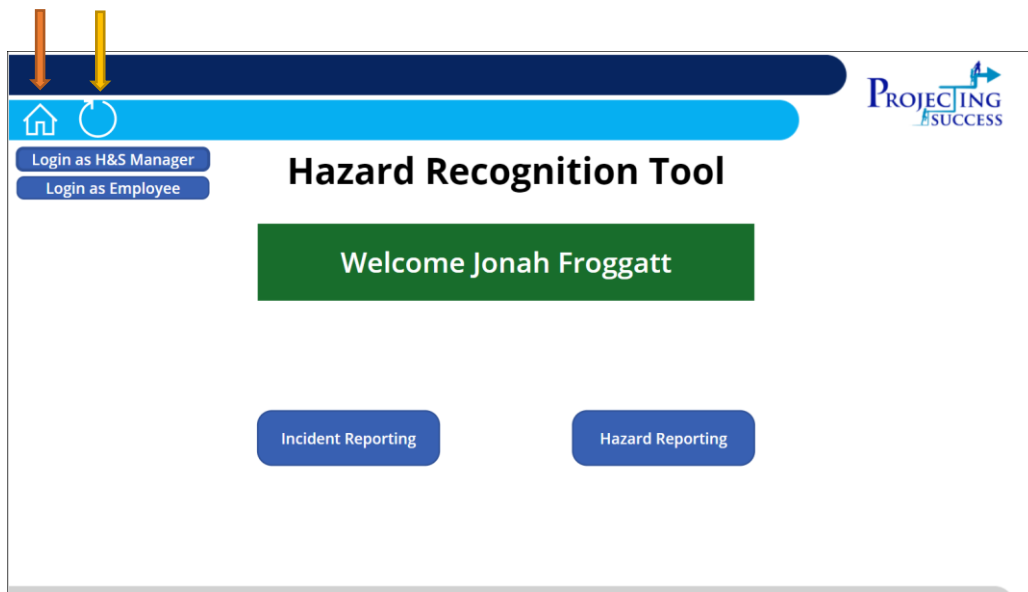 PROJECTING
SUCCESS
Login as H&S Manager
Login as Employee
Hazard Recognition Tool
Welcome Jonah Froggatt
Incident Reporting
Hazard Reporting